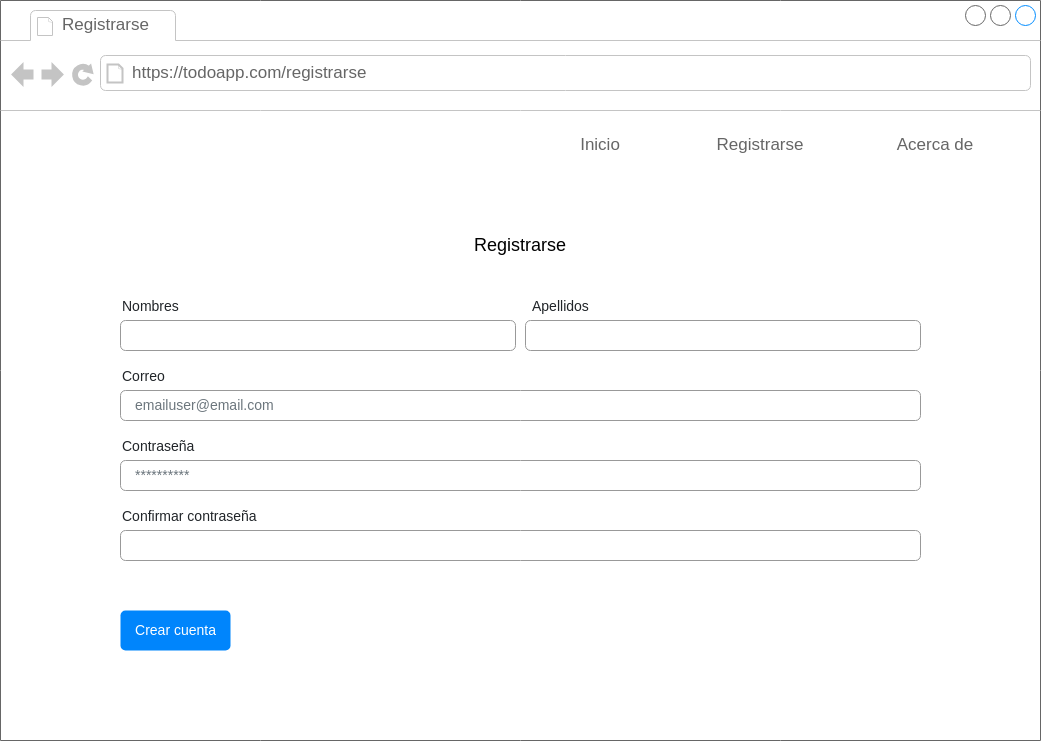 Registrarse
https://todoapp.com/registrarse
Inicio Registrarse Acerca de
Registrarse
Nombres Apellidos
Correo
emailuser@email.com
Contraseña
**********
Confirmar contraseña
Crear cuenta